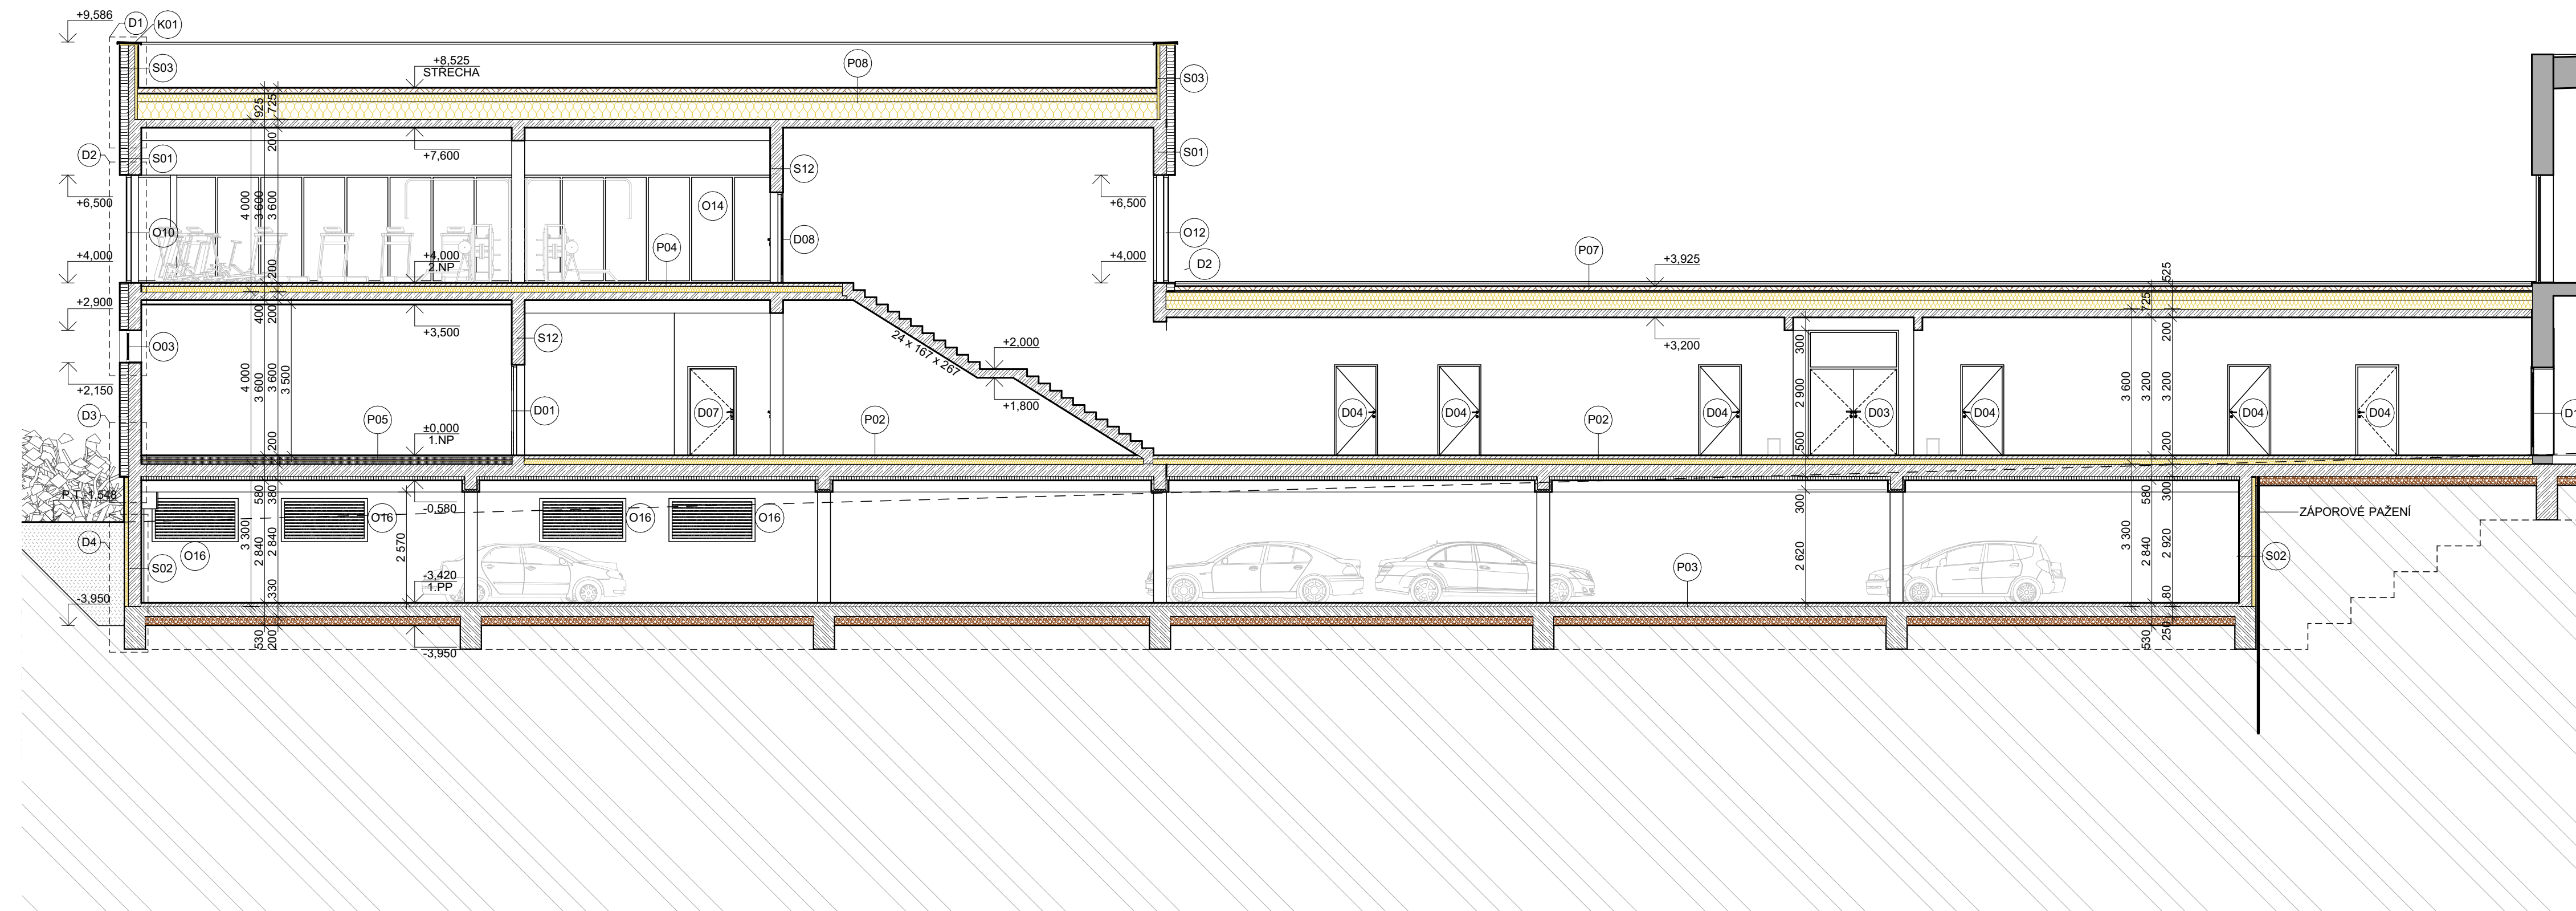 +9,586
D1
K01
S03
+8,525
STŘECHA
P08
S03
925
725
200
D2
S01
+7,600
S12
S01
+6,500
4 000
3 600
3 600
O14
+6,500
O10
D08
O12
P04
+4,000
+4,000
2.NP
200
+4,000
D2
P07
+3,925
525
+2,900
400
200
+3,500
725
O03
S12
24 x 167 x 267
+2,000
300
+3,200
200
+2,150
4 000
3 600
3 600
3 500
+1,800
2 900
3 600
3 200
3 200
D3
P05
D01
D07
P02
D04
D04
P02
D04
D03
D04
D04
D04
±0,000
1.NP
200
500
200
P.T.-1,548
580
380
-0,580
300
580
300
O16
O16
O16
O16
ZÁPOROVÉ PAŽENÍ
D4
3 300
2 840
2 840
2 570
2 620
3 300
2 840
2 920
S02
-3,420
1.PP
P03
S02
-3,950
330
80
530
200
-3,950
530
250